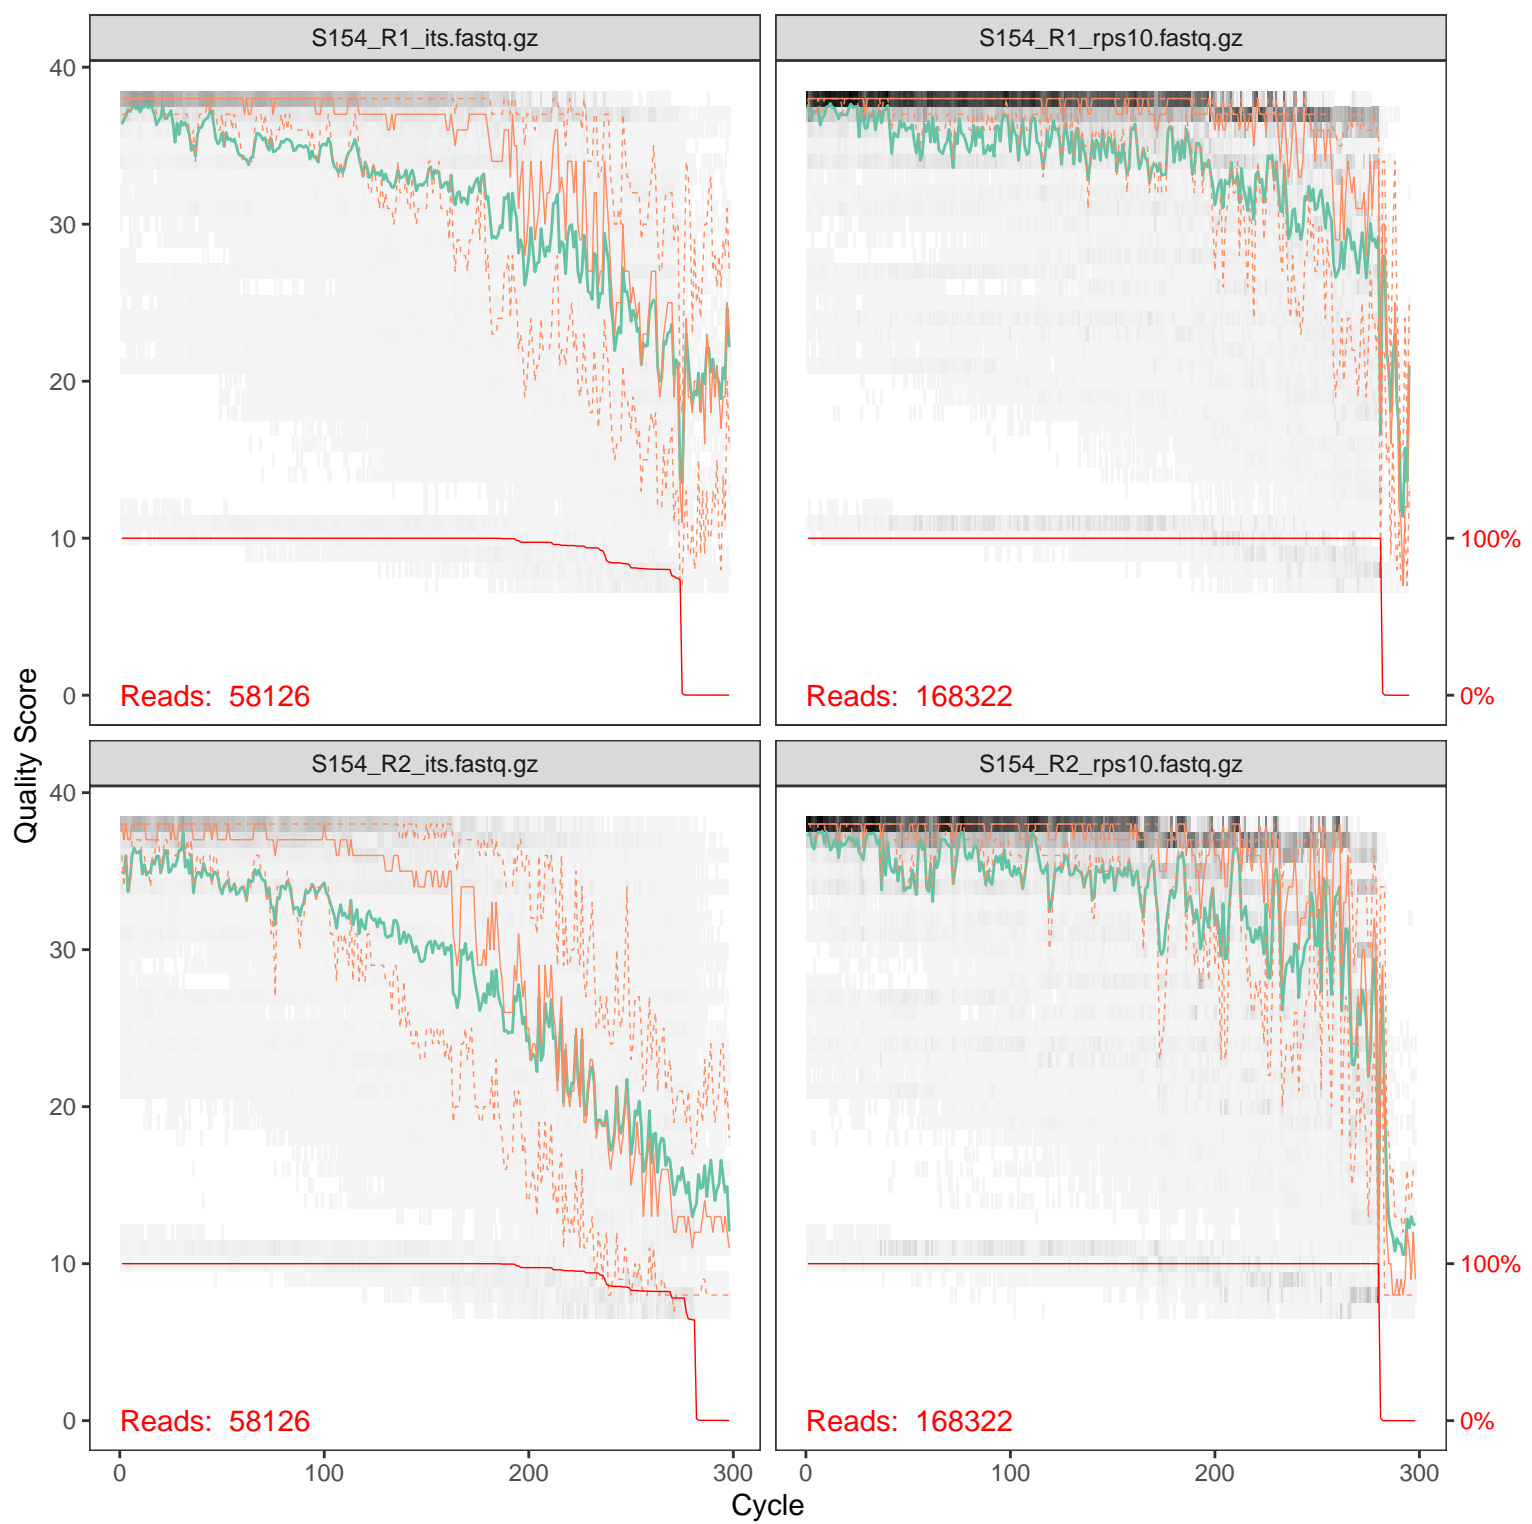 S154_R1_its.fastq.gz
S154_R1_rps10.fastq.gz
40
30
20
10
0
100%
0%
Reads: 58126
Reads: 168322
Quality Score
S154_R2_its.fastq.gz
S154_R2_rps10.fastq.gz
40
30
20
10
0
100%
0%
Reads: 58126
Reads: 168322
0 100 200 300
0 100 200 300
Cycle